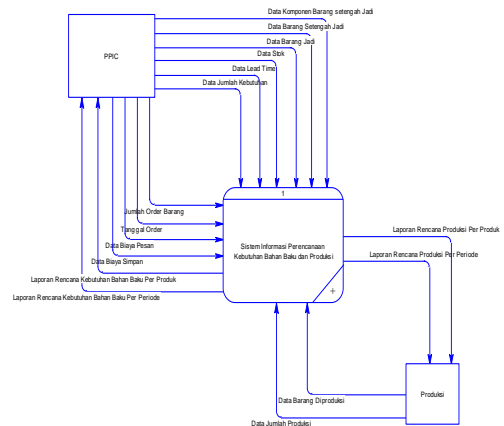 Data Komponen Barang setengah Jadi
Data Barang Setengah Jadi
Data Barang Jadi
Data Stok
Data Lead Time
Data Jumlah Kebutuhan
PPIC
1
Sistem Informasi Perencanaan
Kebutuhan Bahan Baku dan Produksi
+
Jumlah Order Barang
Tanggal Order
Data Biaya Pesan
Data Biaya Simpan
Laporan Rencana Kebutuhan Bahan Baku Per Produk
Laporan Rencana Kebutuhan Bahan Baku Per Periode
Laporan Rencana Produksi Per Produk
Laporan Rencana Produksi Per Periode
Produksi
Data Barang Diproduksi
Data Jumlah Produksi